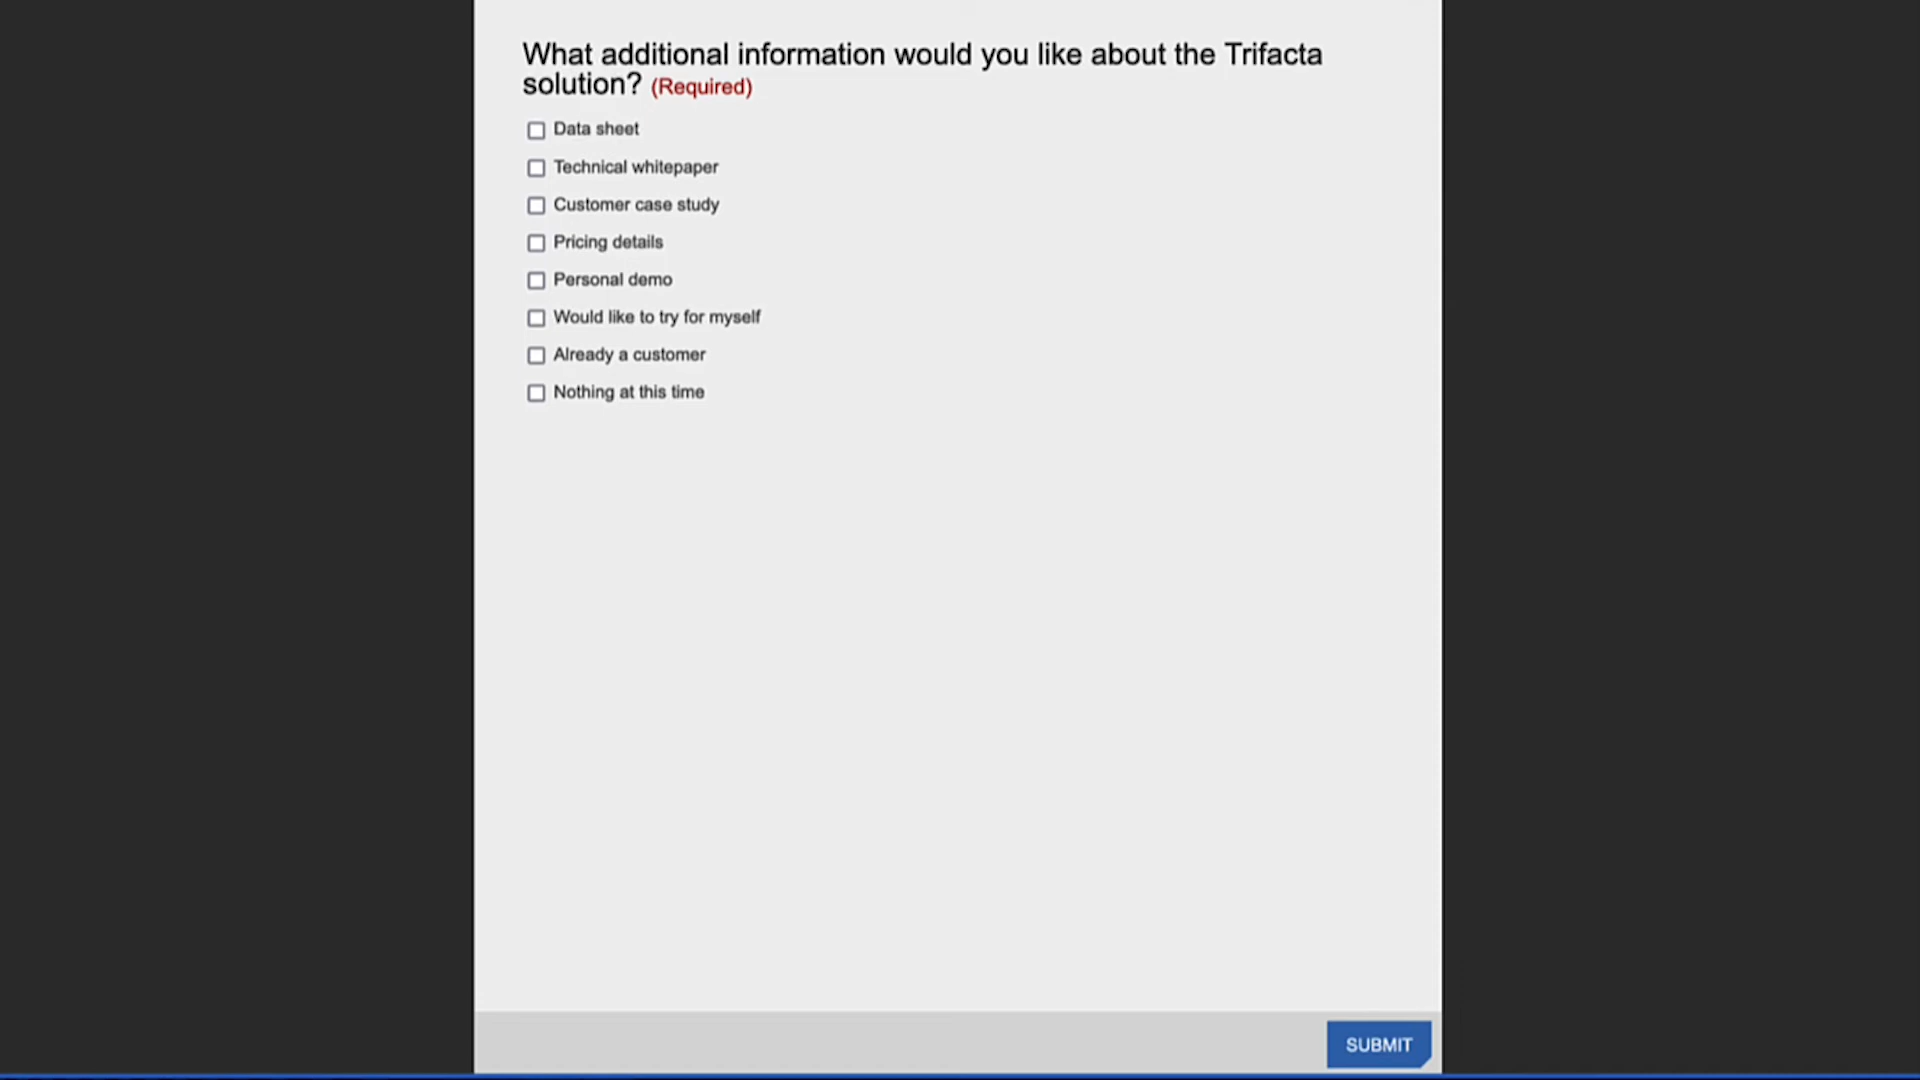 What additional information would you like about the Trifacta
solution? (Required)
Data sheet
Technical whitepaper
Customer case study
Pricing details
Personal demo
Would like to try for myself
Already a customer
Nothing at this time
SUBMIT